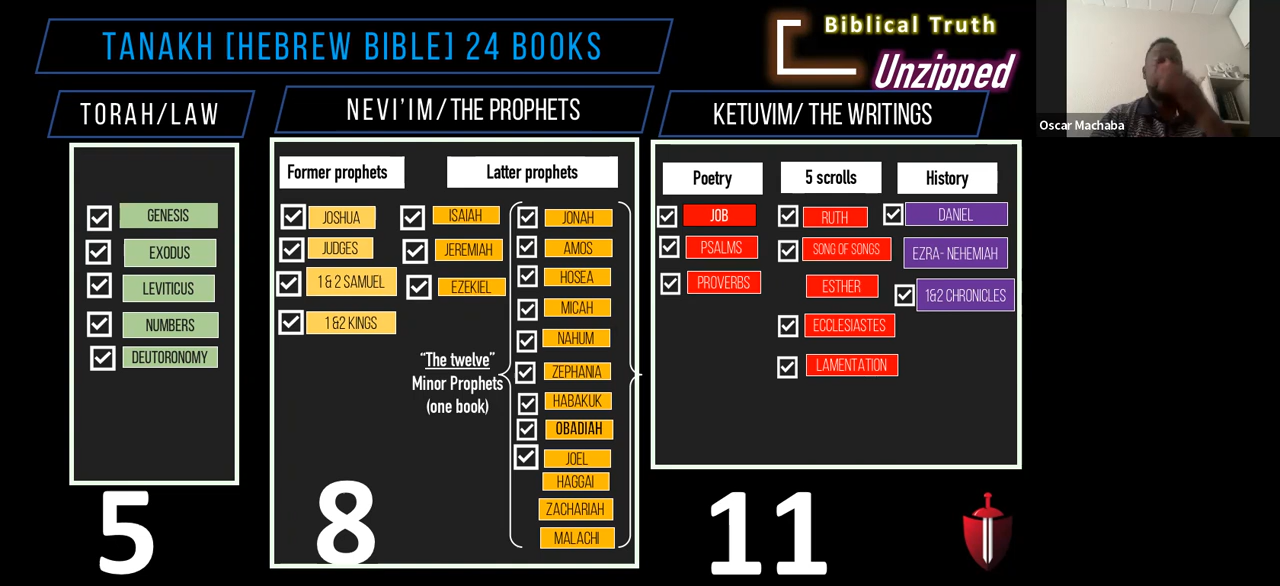 TANAKH [HEBREW BIBLE] 24 BOOKS
Biblical Truth
Unzipped
Oscar Machaba
TORAH/LAW
GENESIS
EXODUS
LEVITICUS
NUMBERS
DEUTORONOMY
5
NEVI'IM/THE PROPHETS
Former prophets
JOSHUA
JUDGES
1 & 2 SAMUEL
1 &2 KINGS
8
Latter prophets
ISAIAH
JEREMIAH
EZEKIEL
"The twelve"
Minor Prophets
(one book)
JONAH
AMOS
HOSEA
MICAH
NAHUM
ZEPHANIA
HABAKUK
OBADIAH
JOEL
HAGGAI
ZACHARIAH
MALACHI
KETUVIM/ THE WRITINGS
Poetry
JOB
PSALMS
PROVERBS
5 scrolls
RUTH
SONG OF SONGS
ESTHER
ECCLESIASTES
LAMENTATION
History
DANIEL
EZRA- NEHEMIAH
1&2 CHRONICLES
11